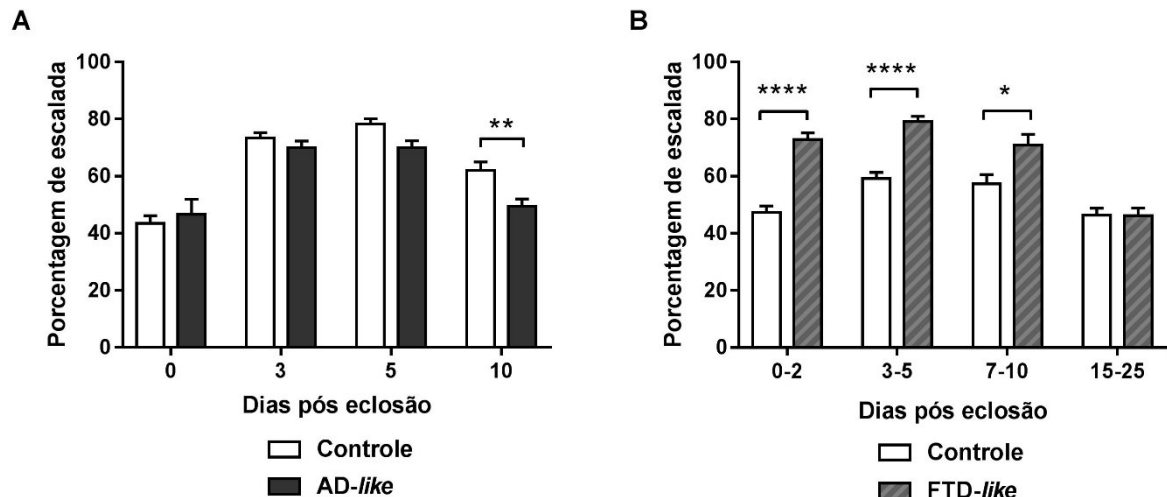 A
Porcentagem de escalada
100
80
60
40
20
0
**
0 3 5 10
Dias pós eclosão
Controle
AD-like
B
Porcentagem de escalada
100
80
60
40
20
0
**** **** *
0-2 3-5 7-10 15-25
Dias pós eclosão
Controle
FTD-like